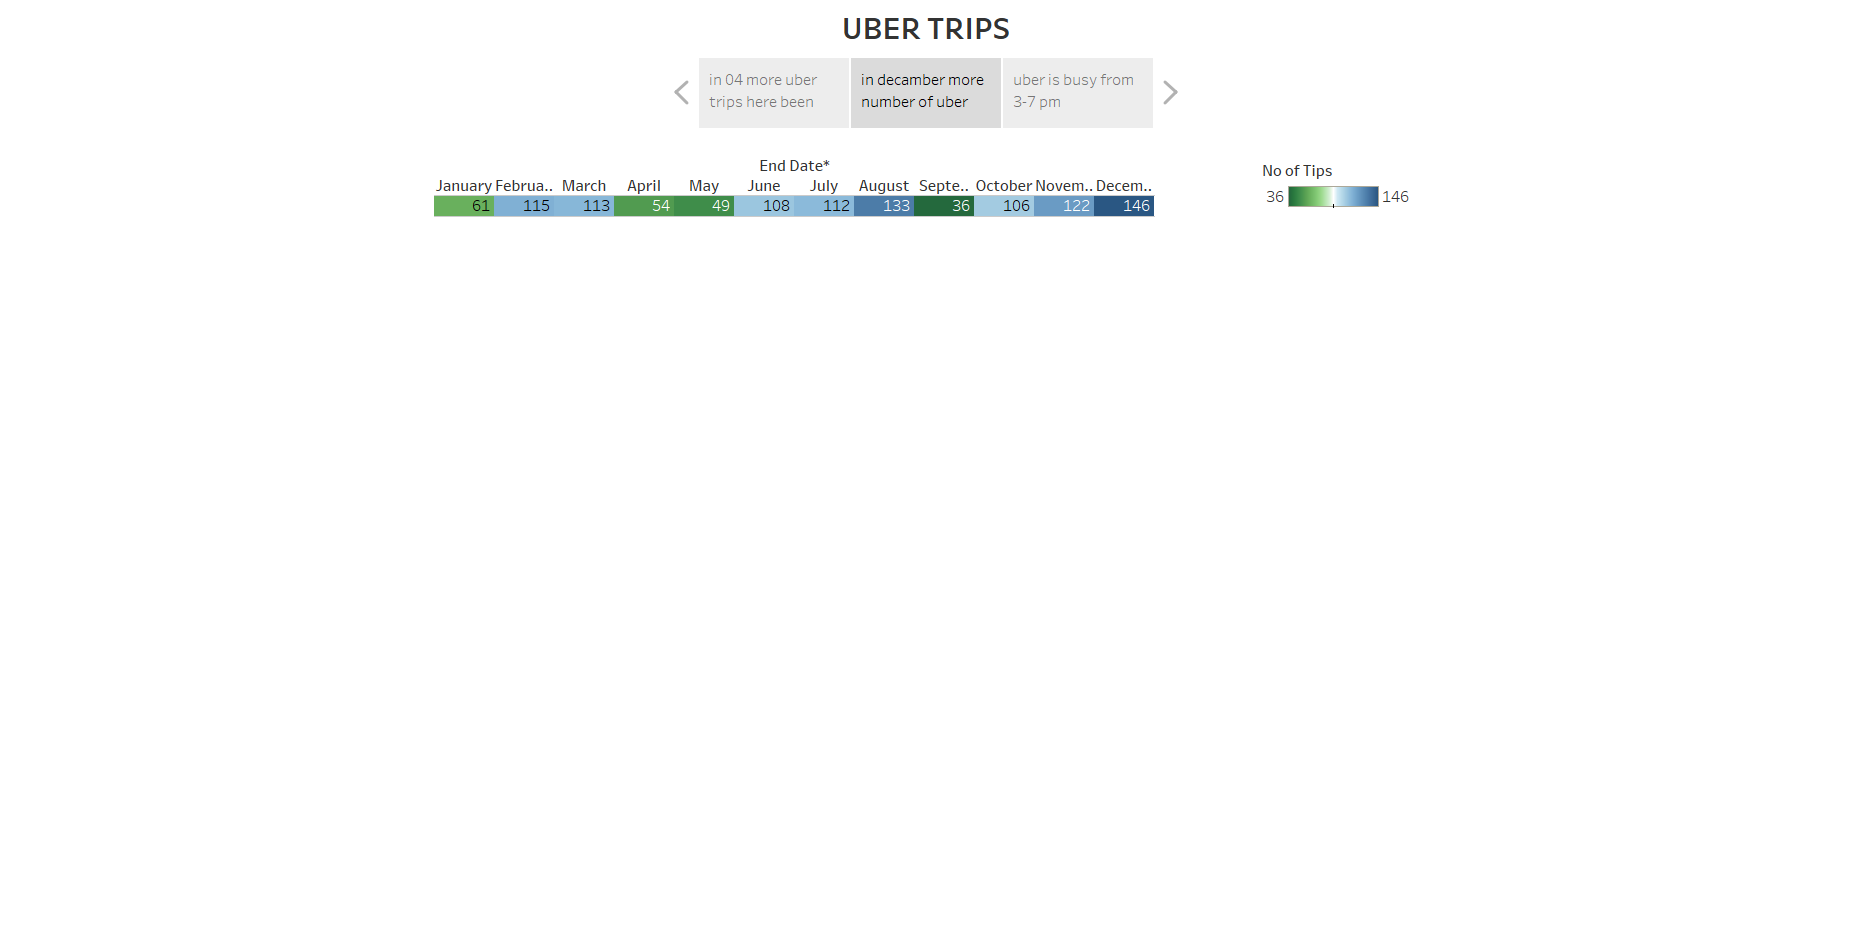 UBER TRIPS
in 04 more uber
trips here been
in decamber more
number of uber
uber is busy from
3-7 pm
End Date*
January Februa.. March April May June July August Septe.. October Novem.. Decem..
61 115 113 54 49 108 112 133 36 106 122 146
No of Tips
36 146